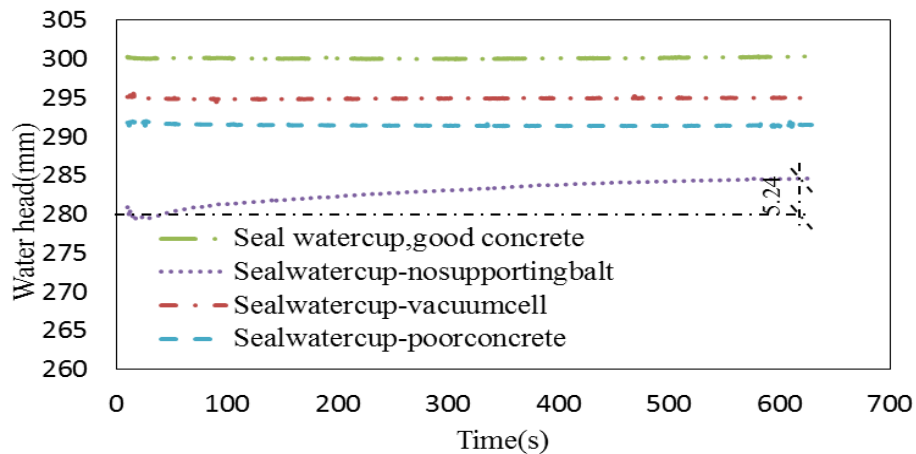 305
300
295
290
285
280
275
270
265
260
Water head(mm)
5.24
Seal watercup,good concrete
Sealwatercup-nosupportingbalt
Sealwatercup-vacuumcell
Sealwatercup-poorconcrete
0 100 200 300 400 500 600 700
Time(s)